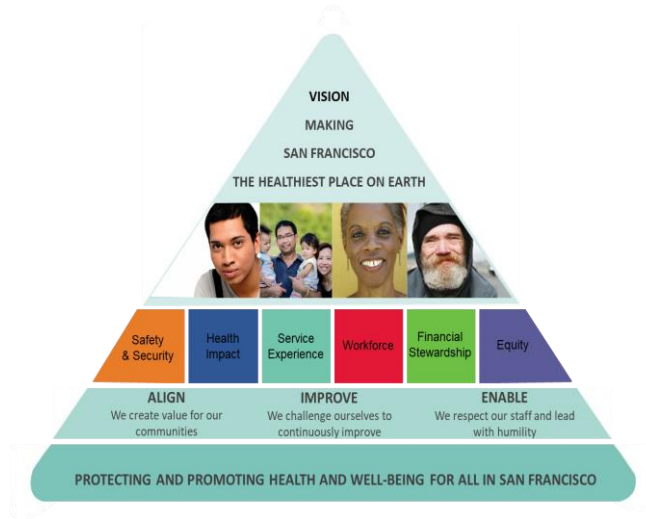 VISION
MAKING
SAN FRANCISCO
THE HEALTHIEST PLACE ON EARTH
Safety
& Security
Health
Impact
Service
Experience
Workforce
Financial
Stewardship
Equity
ALIGN
We create value for our
communities
IMPROVE
We challenge ourselves to
continuously improve
ENABLE
We respect our staff and lead
with humility
PROTECTING AND PROMOTING HEALTH AND WELL-BEING FOR ALL IN SAN FRANCISCO